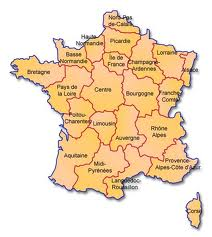 Nord-Pas
de-Calais
Haute
Normandie
Picardie
Basse
Normandie
Île de
France
Champagne-
Ardennes
Lorraine
Alsace
Bretagne
Pays de
la Loire
Centre
Bourgogne
Franche
Comté
Poitou-
Charentes
Limousin
Auvergne
Rhône
Alpes
Aquitaine
Midi-
Pyrénées
Languedoc-
Roussillon
Provence
Alpes-Côte d'Azur
Corse